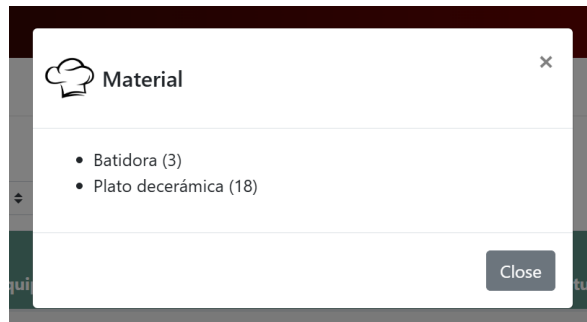 Material
×
• Batidora (3)
• Plato decerámica (18)
Close